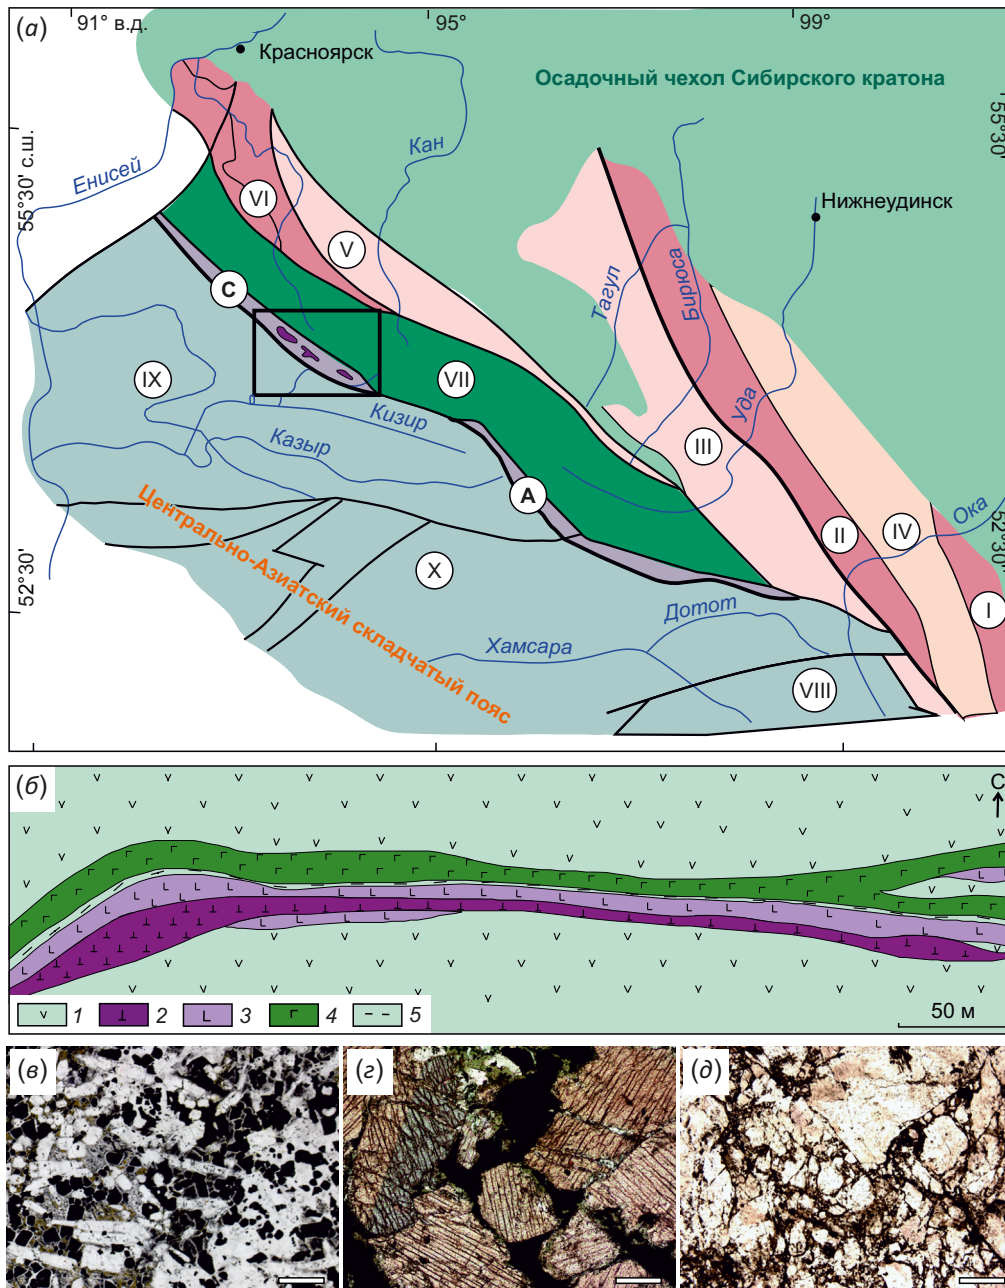 (а)
91° в.д.
95°
99°
Красноярск
Осадочный чехол Сибирского кратона
55°30' с.ш.
55°30'
Енисей
Кан
Нижнеудинск
VI
V
Тагул
Бирюса
C
Уда
IX
VII
Кизир
III
Казыр
A
Ока
52°30'
52°30'
Центрально-Азиатский складчатый пояс
II
IV
X
I
Дотот
Хамсара
VIII
(б)
С
1
2
3
4
5
50 м
(в)
(г)
(д)